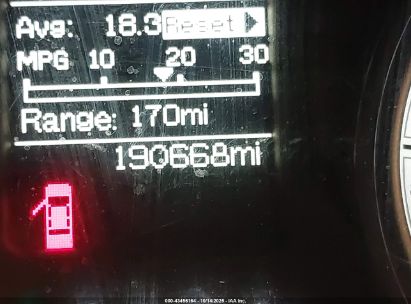 Avg: 18.3 Reset
MPG 10 20 30
Range: 170mi
190668mi